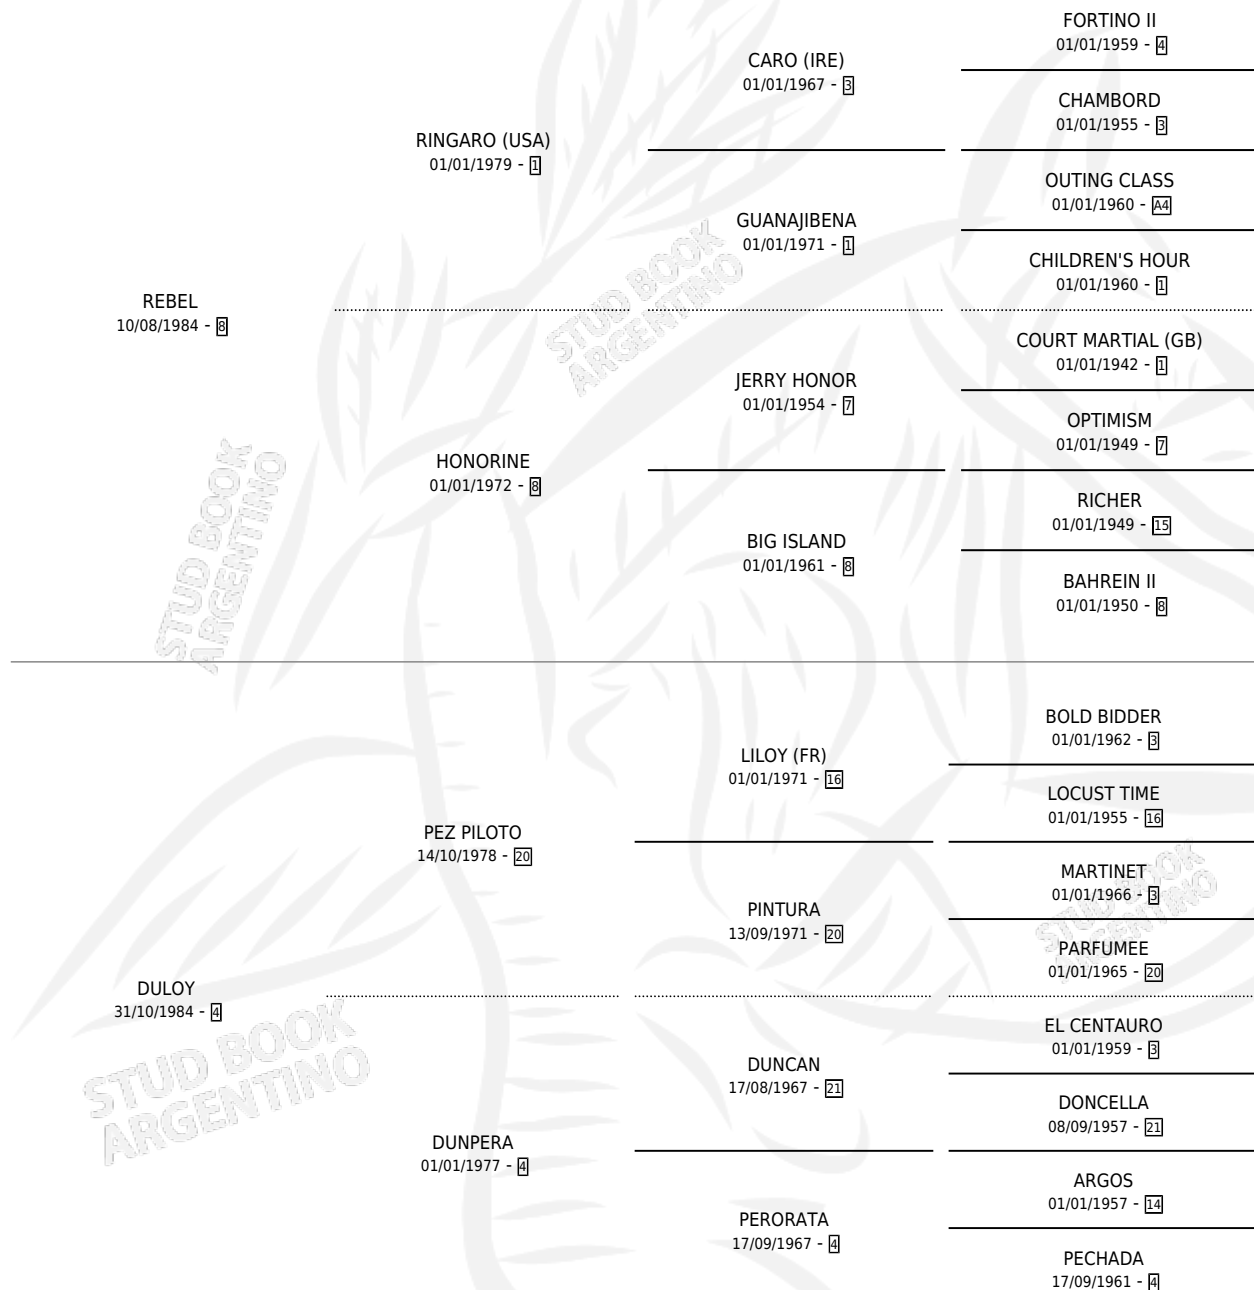 FORTINO II
01/01/1959 - 4
CARO (IRE)
01/01/1967 - 3
CHAMBORD
01/01/1955 - 3
RINGARO (USA)
01/01/1979 - 1
OUTING CLASS
01/01/1960 - A4
GUANAJIBENA
01/01/1971 - 1
CHILDREN'S HOUR
01/01/1960 - 1
REBEL
10/08/1984 - 8
COURT MARTIAL (GB)
01/01/1942 - 1
JERRY HONOR
01/01/1954 - 7
OPTIMISM
01/01/1949 - 7
HONORINE
01/01/1972 - 8
RICHER
01/01/1949 - 15
BIG ISLAND
01/01/1961 - 8
BAHREIN II
01/01/1950 - 8
BOLD BIDDER
01/01/1962 - 3
LILOY (FR)
01/01/1971 - 16
LOCUST TIME
01/01/1955 - 16
PEZ PILOTO
14/10/1978 - 20
MARTINET
01/01/1966 - 3
PINTURA
13/09/1971 - 20
PARFUMEE
01/01/1965 - 20
DULOY
31/10/1984 - 4
EL CENTAURO
01/01/1959 - 3
DUNCAN
17/08/1967 - 21
DONCELLA
08/09/1957 - 21
DUNPERA
01/01/1977 - 4
ARGOS
01/01/1957 - 14
PERORATA
17/09/1967 - 4
PECHADA
17/09/1961 - 4
STUD BOOK
ARGENTINO
STUD BOOK
ARGENTINO
STUD BOOK
ARGENTINO
STUD BOOK
ARGENTINO